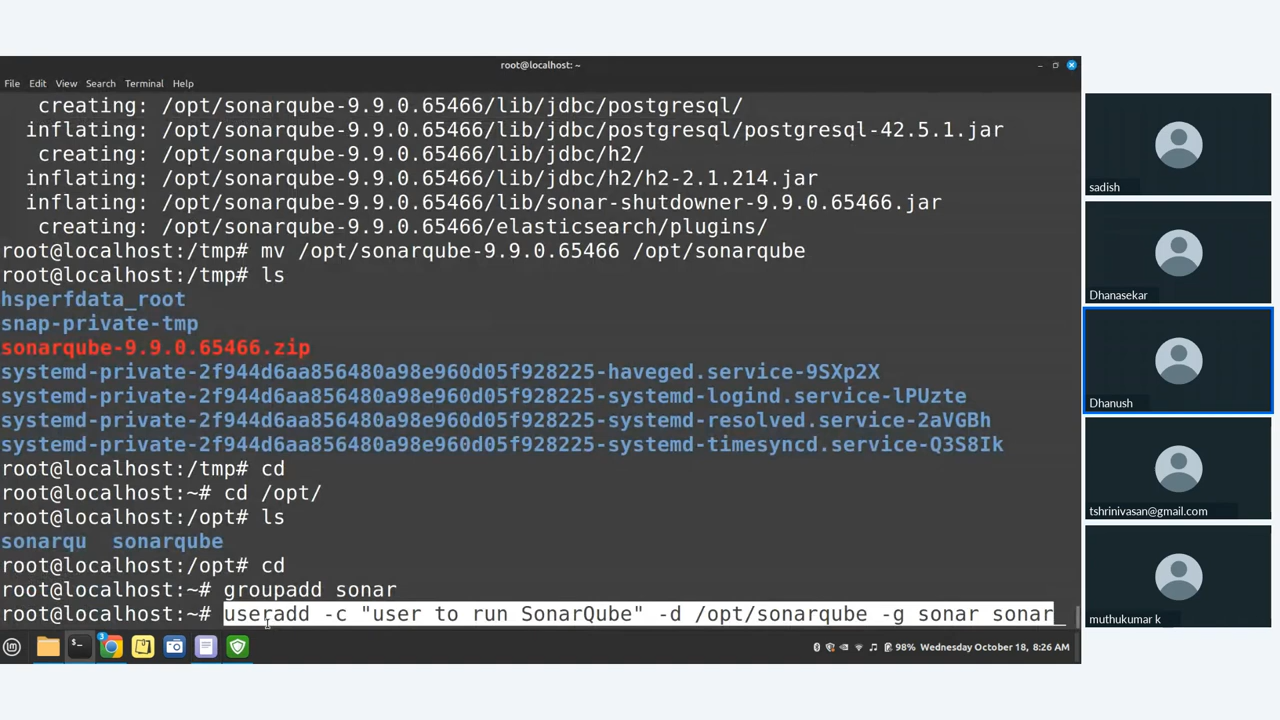 root@localhost: ~
File Edit View Search Terminal Help
creating: /opt/sonarqube-9.9.0.65466/lib/jdbc/postgresql/
inflating: /opt/sonarqube-9.9.0.65466/lib/jdbc/postgresql/postgresql-42.5.1.jar
creating: /opt/sonarqube-9.9.0.65466/lib/jdbc/h2/
inflating: /opt/sonarqube-9.9.0.65466/lib/jdbc/h2/h2-2.1.214.jar
inflating: /opt/sonarqube-9.9.0.65466/lib/sonar-shutdowner-9.9.0.65466.jar
creating: /opt/sonarqube-9.9.0.65466/elasticsearch/plugins/
root@localhost:/tmp# mv /opt/sonarqube-9.9.0.65466 /opt/sonarqube
root@localhost:/tmp# ls
hsperfdata_root
snap-private-tmp
sonarqube-9.9.0.65466.zip
systemd-private-2f944d6aa856480a98e960d05f928225-haveged.service-9SXp2X
systemd-private-2f944d6aa856480a98e960d05f928225-systemd-logind.service-lPUzte
systemd-private-2f944d6aa856480a98e960d05f928225-systemd-resolved.service-2aVGBh
systemd-private-2f944d6aa856480a98e960d05f928225-systemd-timesyncd.service-Q3S8Ik
root@localhost:/tmp# cd
root@localhost:~# cd /opt/
root@localhost:/opt# ls
sonarqu sonarqube
root@localhost:/opt# cd
root@localhost:~# groupadd sonar
root@localhost:~# useradd -c "user to run SonarQube" -d /opt/sonarqube -g sonar sonar
3
98% Wednesday October 18, 8:26 AM
sadish
Dhanasekar
Dhanush
tshrinivasan@gmail.com
muthukumar k